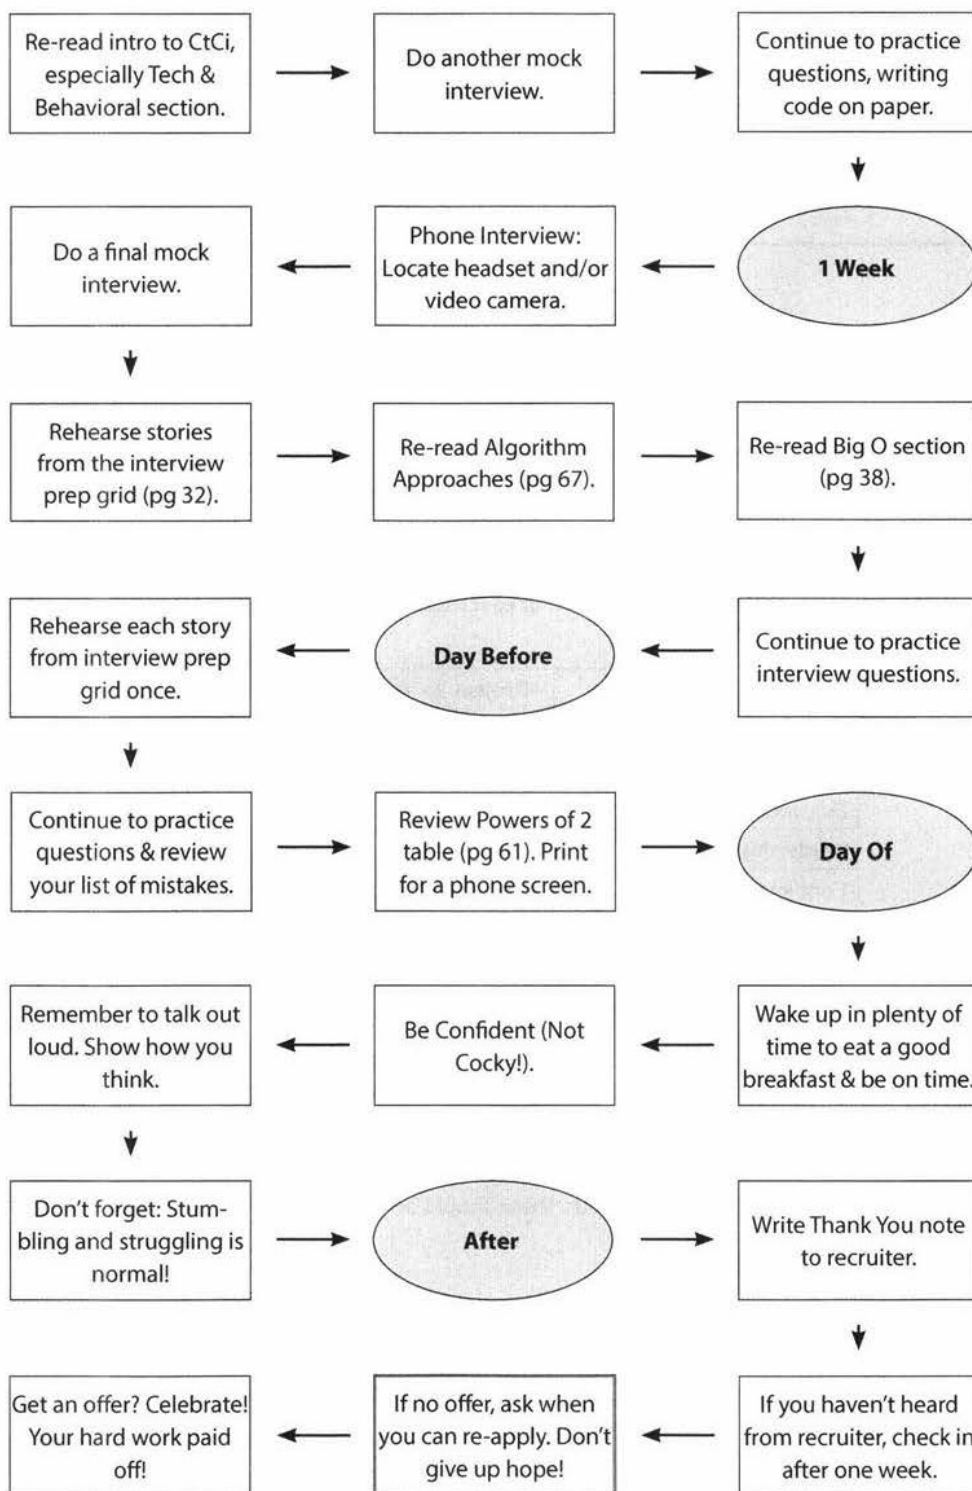 Re-read intro to CtCi,
especially Tech &
Behavioral section.
Do another mock
interview.
Continue to practice
questions, writing
code on paper.
1 Week
Phone Interview:
Locate headset and/or
video camera.
Do a final mock
interview.
Rehearse stories
from the interview
prep grid (pg 32).
Re-read Algorithm
Approaches (pg 67).
Re-read Big O section
(pg 38).
Continue to practice
interview questions.
Day Before
Rehearse each story
from interview prep
grid once.
Continue to practice
questions & review
your list of mistakes.
Review Powers of 2
table (pg 61). Print
for a phone screen.
Day Of
Wake up in plenty of
time to eat a good
breakfast & be on time.
Be Confident (Not
Cocky!).
Remember to talk out
loud. Show how you
think.
Don't forget: Stum-
bling and struggling is
normal!
After
Write Thank You note
to recruiter.
If you haven't heard
from recruiter, check in
after one week.
If no offer, ask when
you can re-apply. Don't
give up hope!
Get an offer? Celebrate!
Your hard work paid
off!